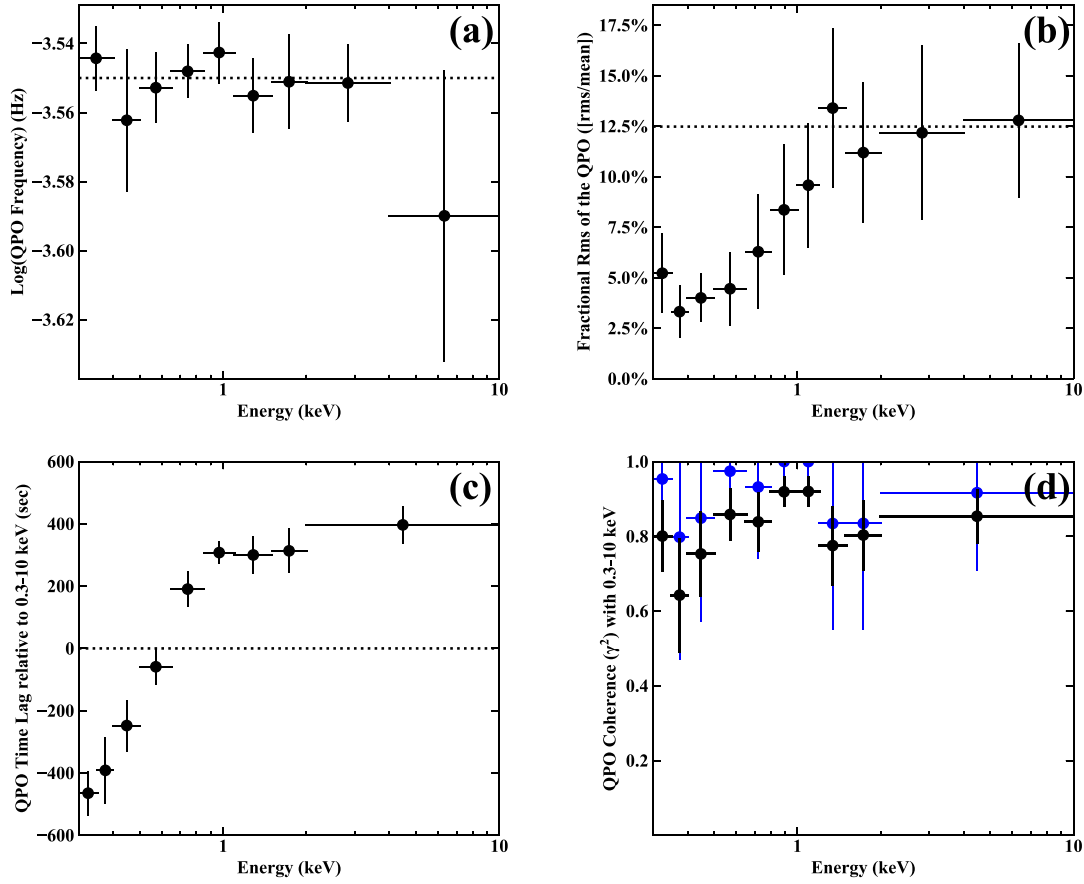 (a)
−3.54
−3.56
−3.58
−3.60
−3.62
Log(QPO Frequency) (Hz)
1
10
Energy (keV)
(b)
17.5%
15.0%
12.5%
10.0%
7.5%
5.0%
2.5%
0.0%
Fractional Rms of the QPO ([rms/mean])
1
10
Energy (keV)
(c)
600
400
200
0
−200
−400
−600
QPO Time Lag relative to 0.3-10 keV (sec)
1
10
Energy (keV)
(d)
1.0
0.8
0.6
0.4
0.2
QPO Coherence (γ²) with 0.3-10 keV
1
10
Energy (keV)